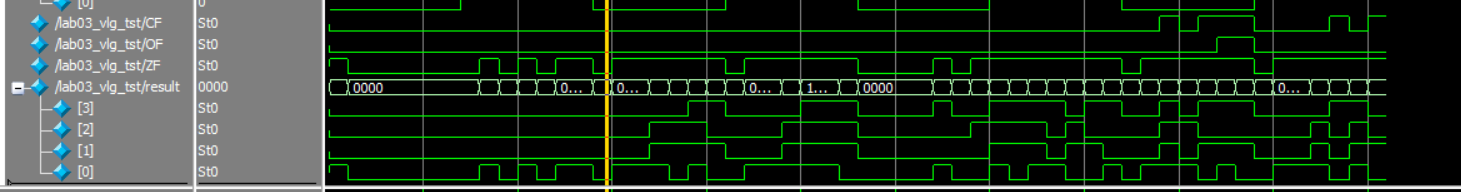 [0] 0
/lab03_vlg_tst/CF St0
/lab03_vlg_tst/OF St0
/lab03_vlg_tst/ZF St0
/lab03_vlg_tst/result 0000 0000 0... 0... 0... 1... 0000 0...
[3] St0
[2] St0
[1] St0
[0] St0